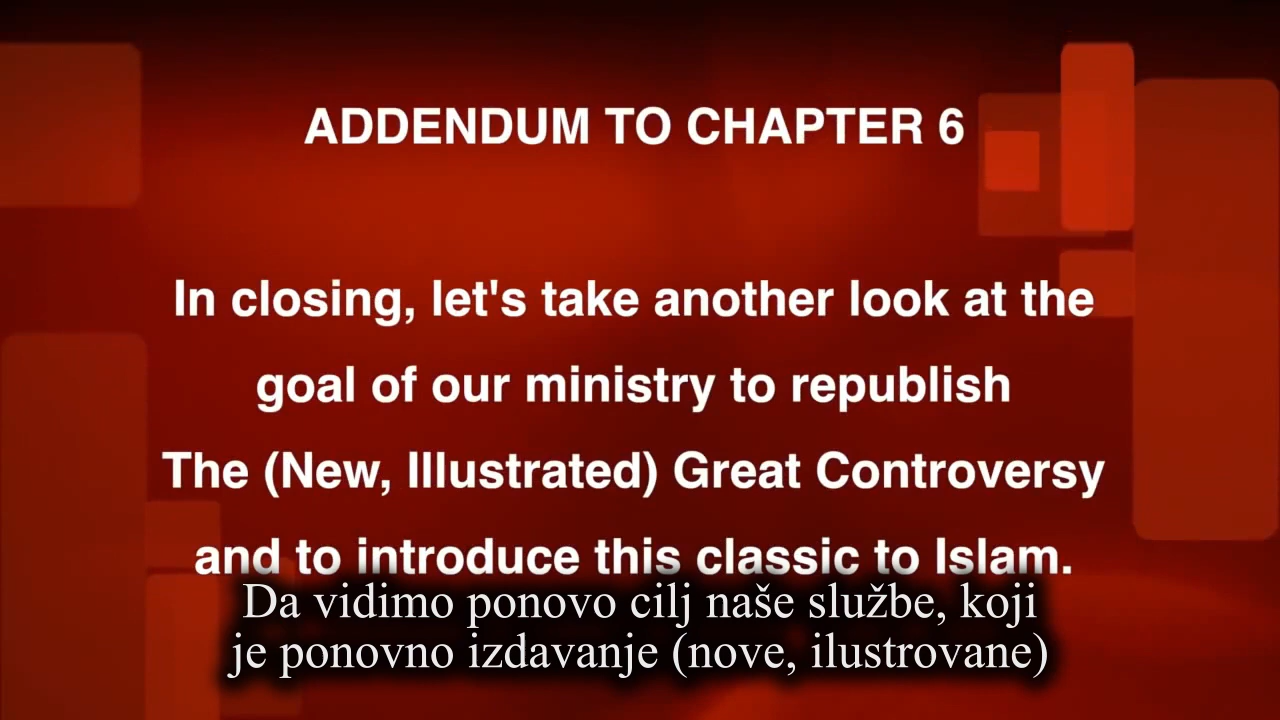 ADDENDUM TO CHAPTER 6
In closing, let's take another look at the
goal of our ministry to republish
The (New, Illustrated) Great Controversy
and to introduce this classic to Islam.
Da vidimo ponovo cilj naše službe, koji
je ponovno izdavanje (nove, ilustrovane)